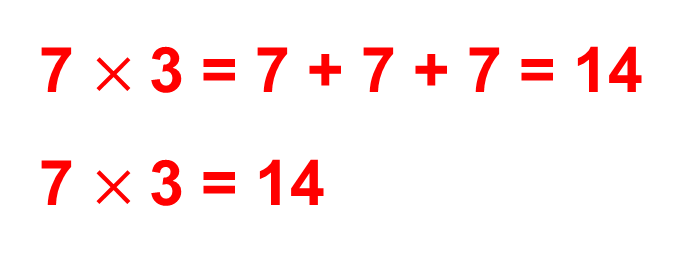 7 × 3 = 7 + 7 + 7 = 14
7 × 3 = 14